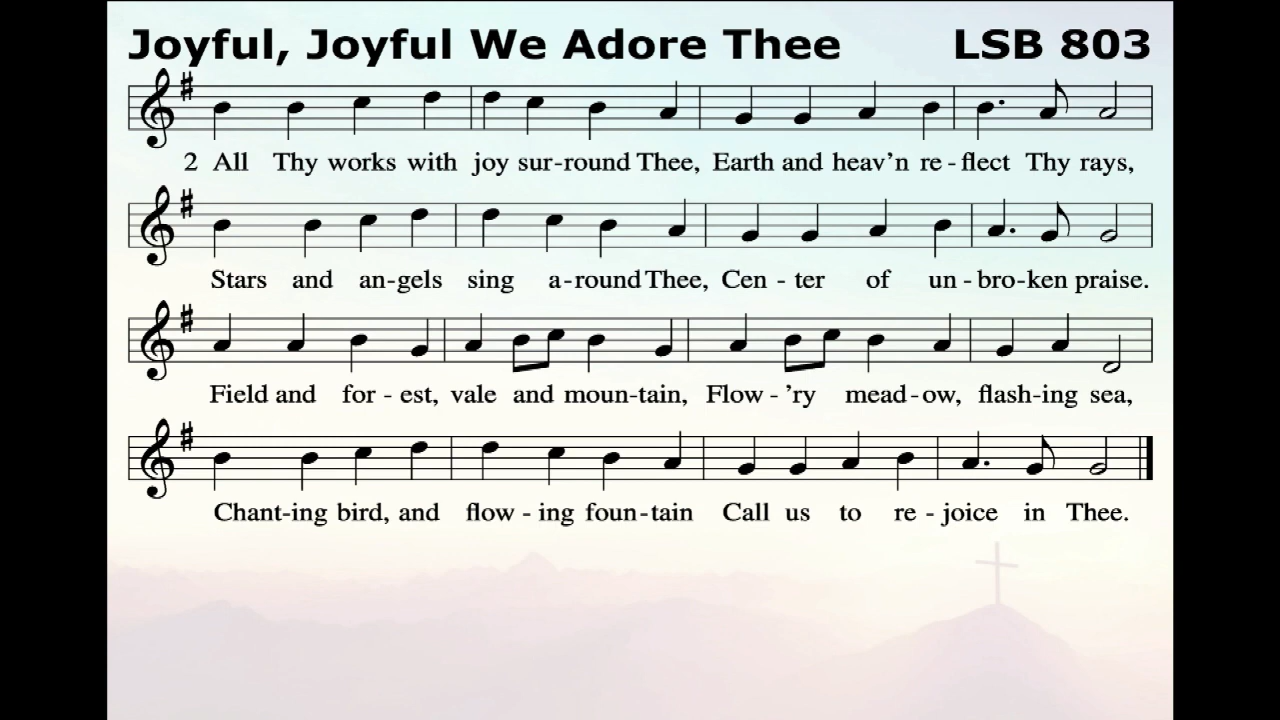 Joyful, Joyful We Adore Thee LSB 803
2 All Thy works with joy sur-round Thee, Earth and heav'n re-flect Thy rays,
Stars and an-gels sing a-round Thee, Cen-ter of un-bro-ken praise.
Field and for-est, vale and moun-tain, Flow-'ry mead-ow, flash-ing sea,
Chant-ing bird, and flow-ing foun-tain Call us to re-joice in Thee.